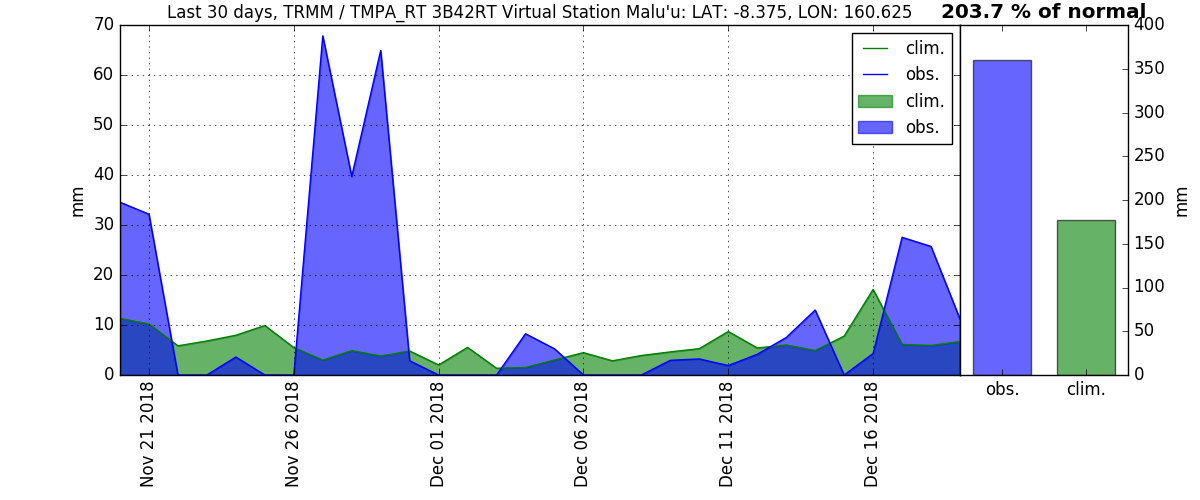 Last 30 days, TRMM / TMPA_RT 3B42RT Virtual Station Malu'u: LAT: -8.375, LON: 160.625
203.7 % of normal
70
60
50
40
30
20
10
0
mm
clim.
obs.
clim.
obs.
Nov 21 2018
Nov 26 2018
Dec 01 2018
Dec 06 2018
Dec 11 2018
Dec 16 2018
400
350
300
250
200
150
100
50
0
mm
obs.
clim.